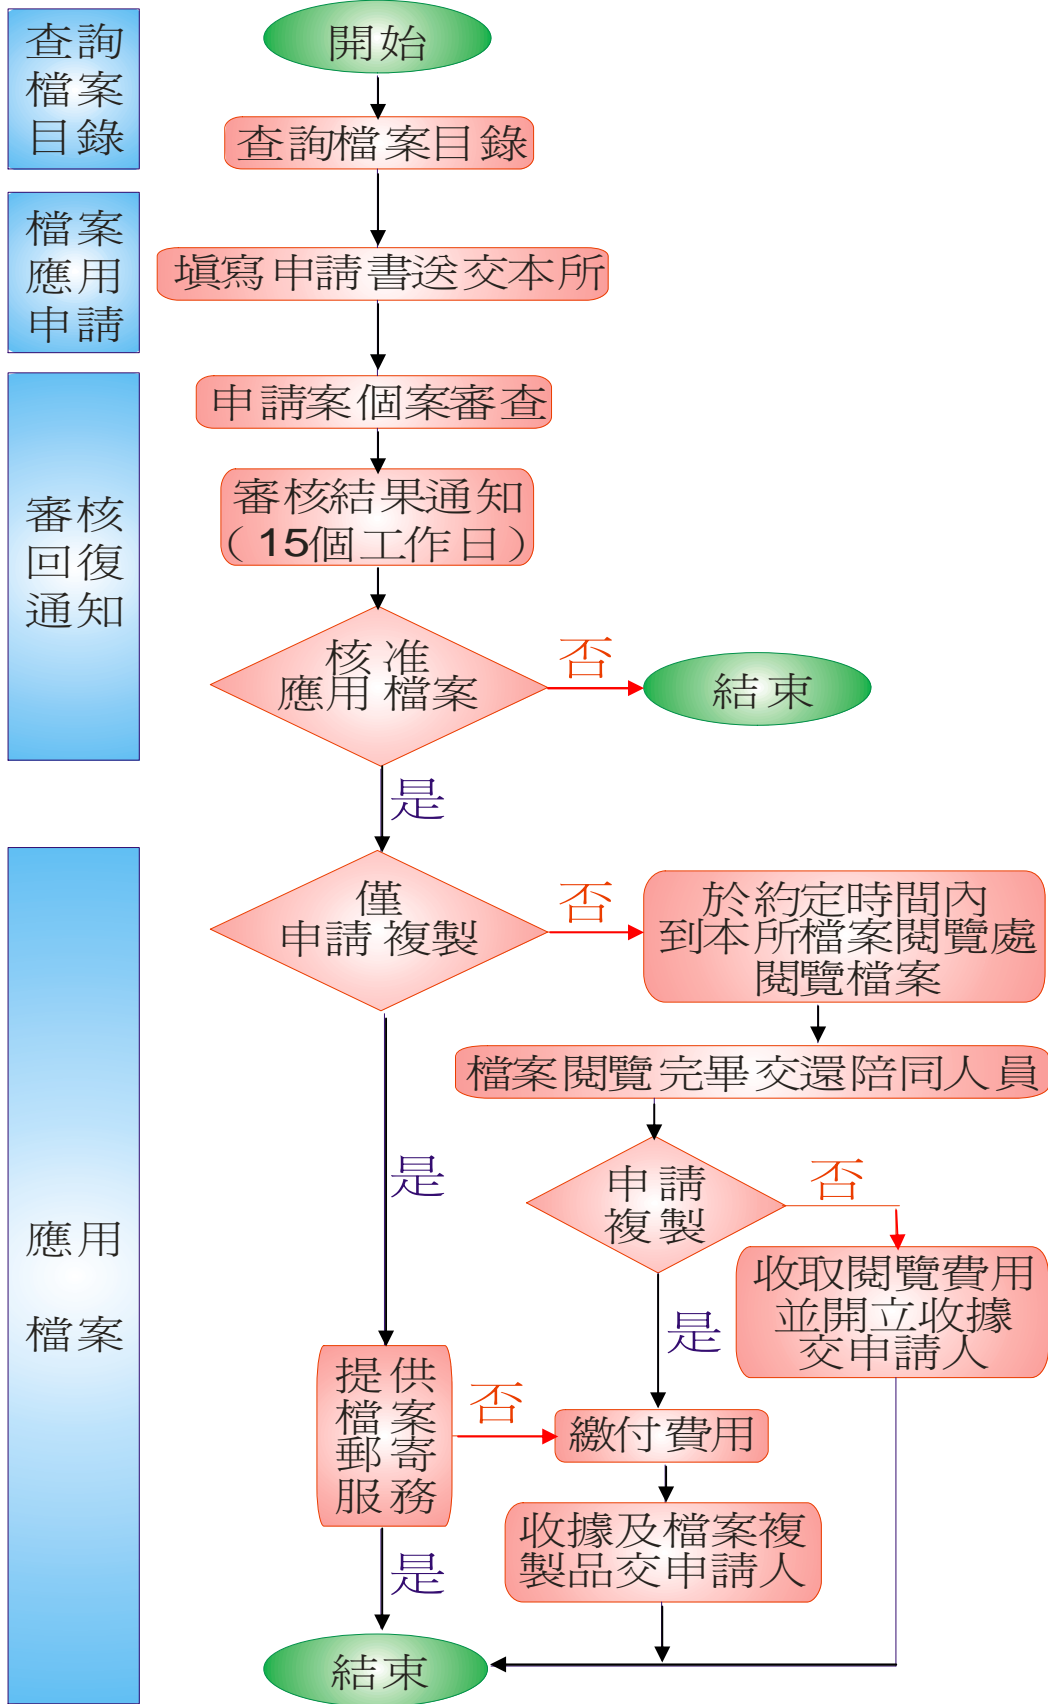 查詢
檔案
目錄
開始
查詢檔案目錄
檔案
應用
申請
填寫申請書送交本所
審核
回復
通知
申請案個案審查
審核結果通知
（15個工作日）
核准
應用檔案
否
結束
是
應用
檔案
僅
申請複製
否
於約定時間內
到本所檔案閱覽處
閱覽檔案
檔案閱覽完畢交還陪同人員
是
申請
複製
否
收取閱覽費用
並開立收據
交申請人
是
提供
檔案
郵寄
服務
否
繳付費用
收據及檔案複
製品交申請人
是
結束